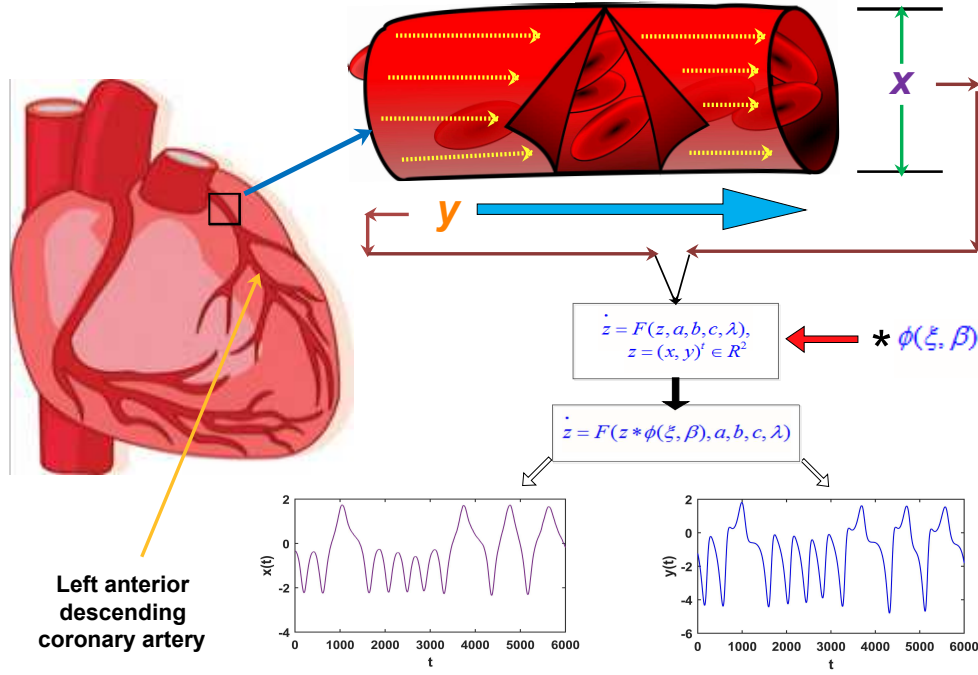 x
y
ż = F(z, a, b, c, λ),
z = (x, y)ᵗ ∈ R²
* ϕ(ξ, β)
ż = F(z * ϕ(ξ, β), a, b, c, λ)
Left anterior
descending
coronary artery
2
0
-2
-4
x(t)
0 1000 2000 3000 4000 5000 6000
t
2
0
-2
-4
-6
y(t)
0 1000 2000 3000 4000 5000 6000
t